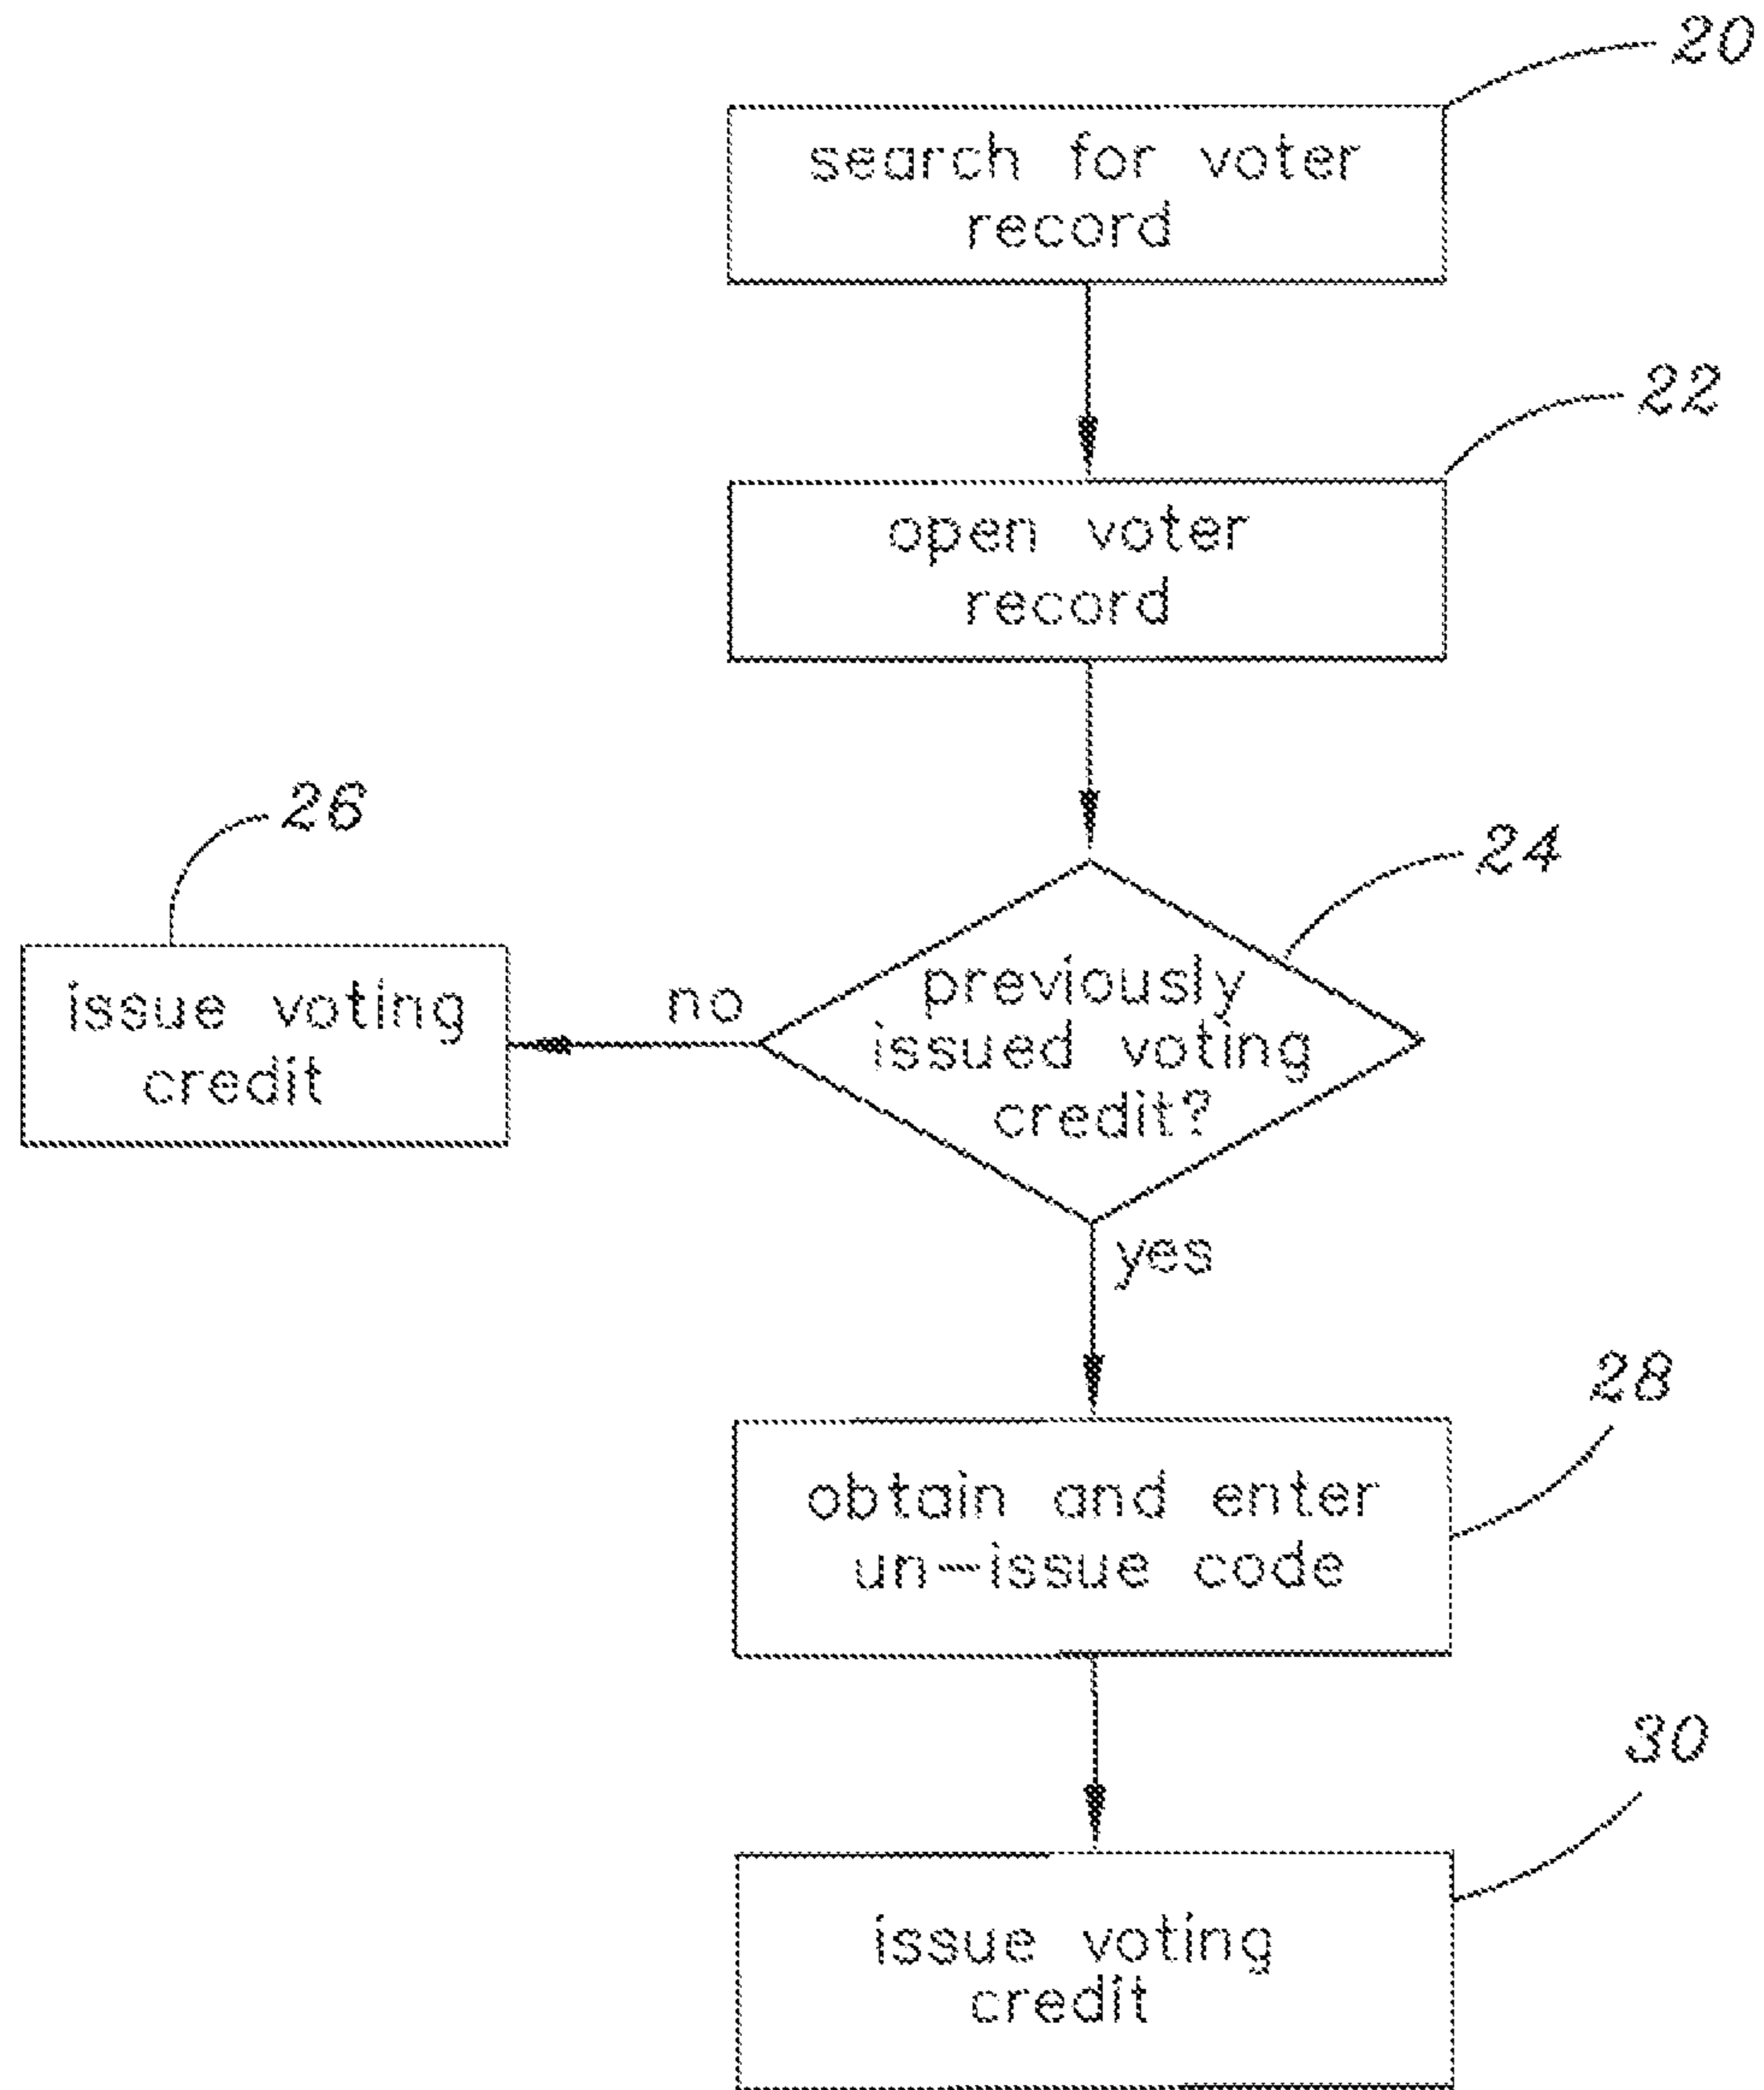 20
search for voter
record
22
open voter
record
26
24
issue voting
credit
no
previously
issued voting
credit?
yes
28
obtain and enter
un-issue code
30
issue voting
credit